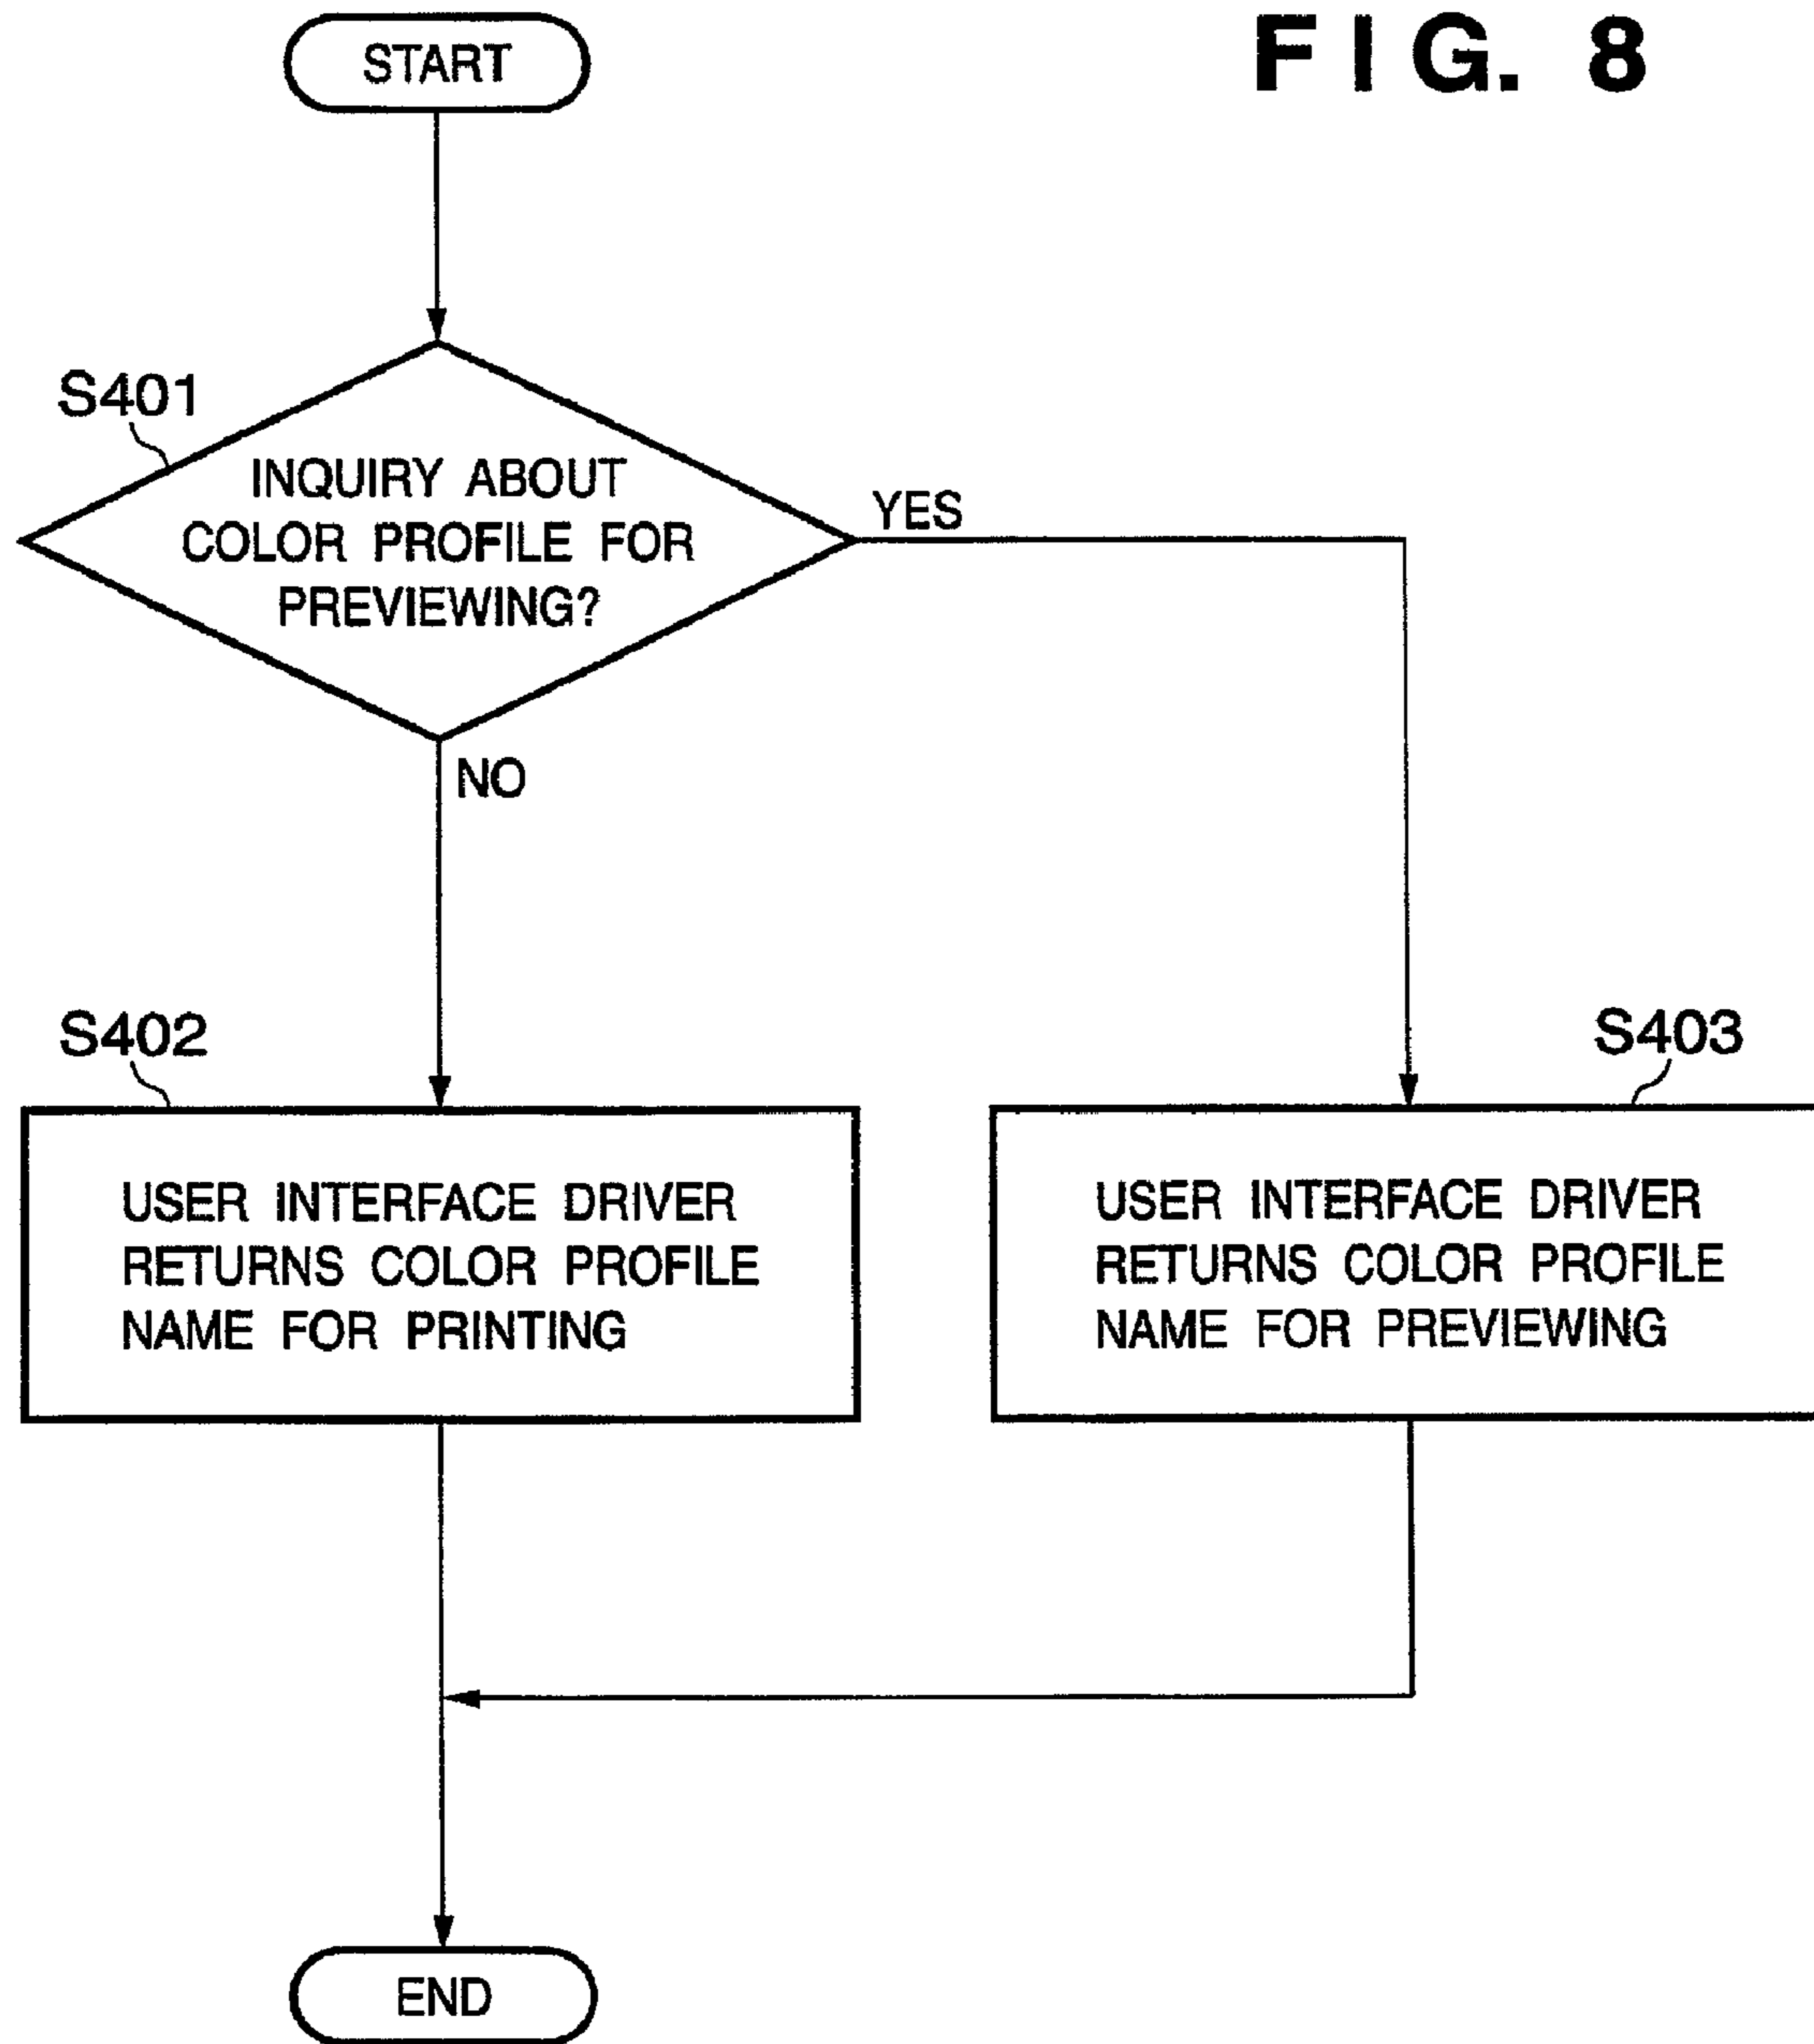 FIG. 8
START
S401
INQUIRY ABOUT
COLOR PROFILE FOR
PREVIEWING?
YES
NO
S402
USER INTERFACE DRIVER
RETURNS COLOR PROFILE
NAME FOR PRINTING
S403
USER INTERFACE DRIVER
RETURNS COLOR PROFILE
NAME FOR PREVIEWING
END